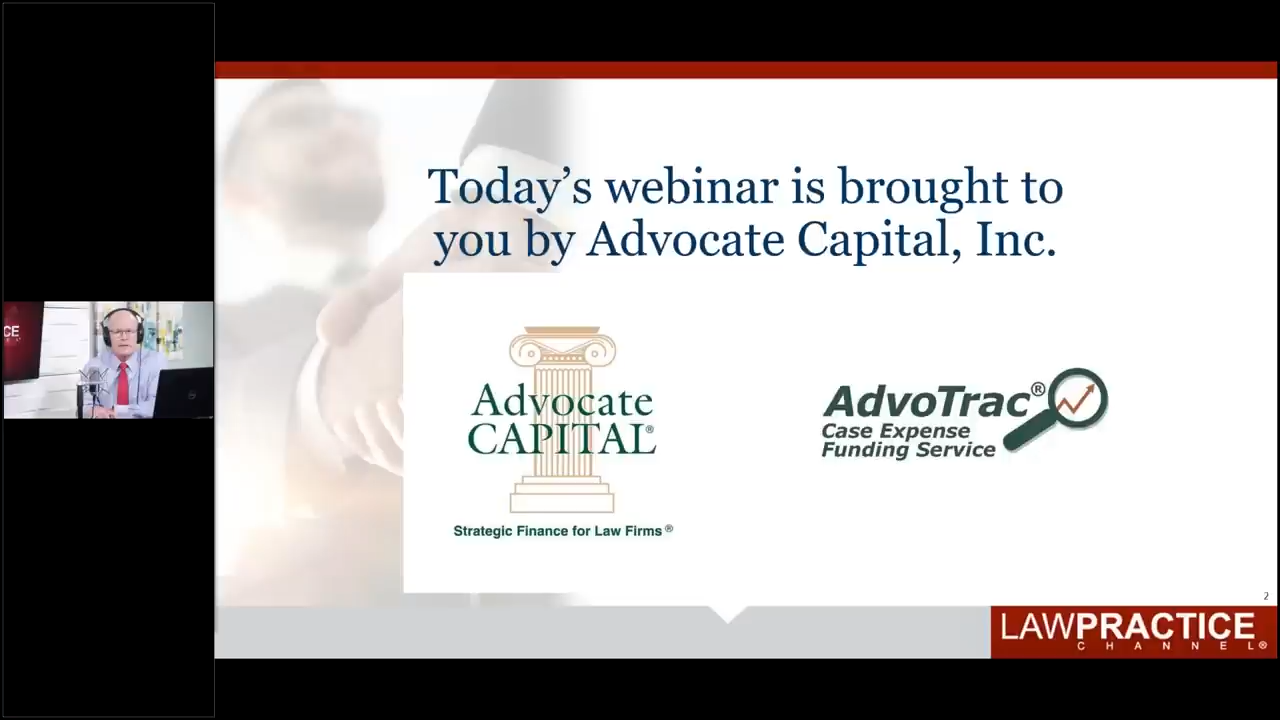 Today's webinar is brought to
you by Advocate Capital, Inc.
Advocate
CAPITAL®
Strategic Finance for Law Firms®
AdvoTrac®
Case Expense
Funding Service
2
LAWPRACTICE
CHANNEL®
CE